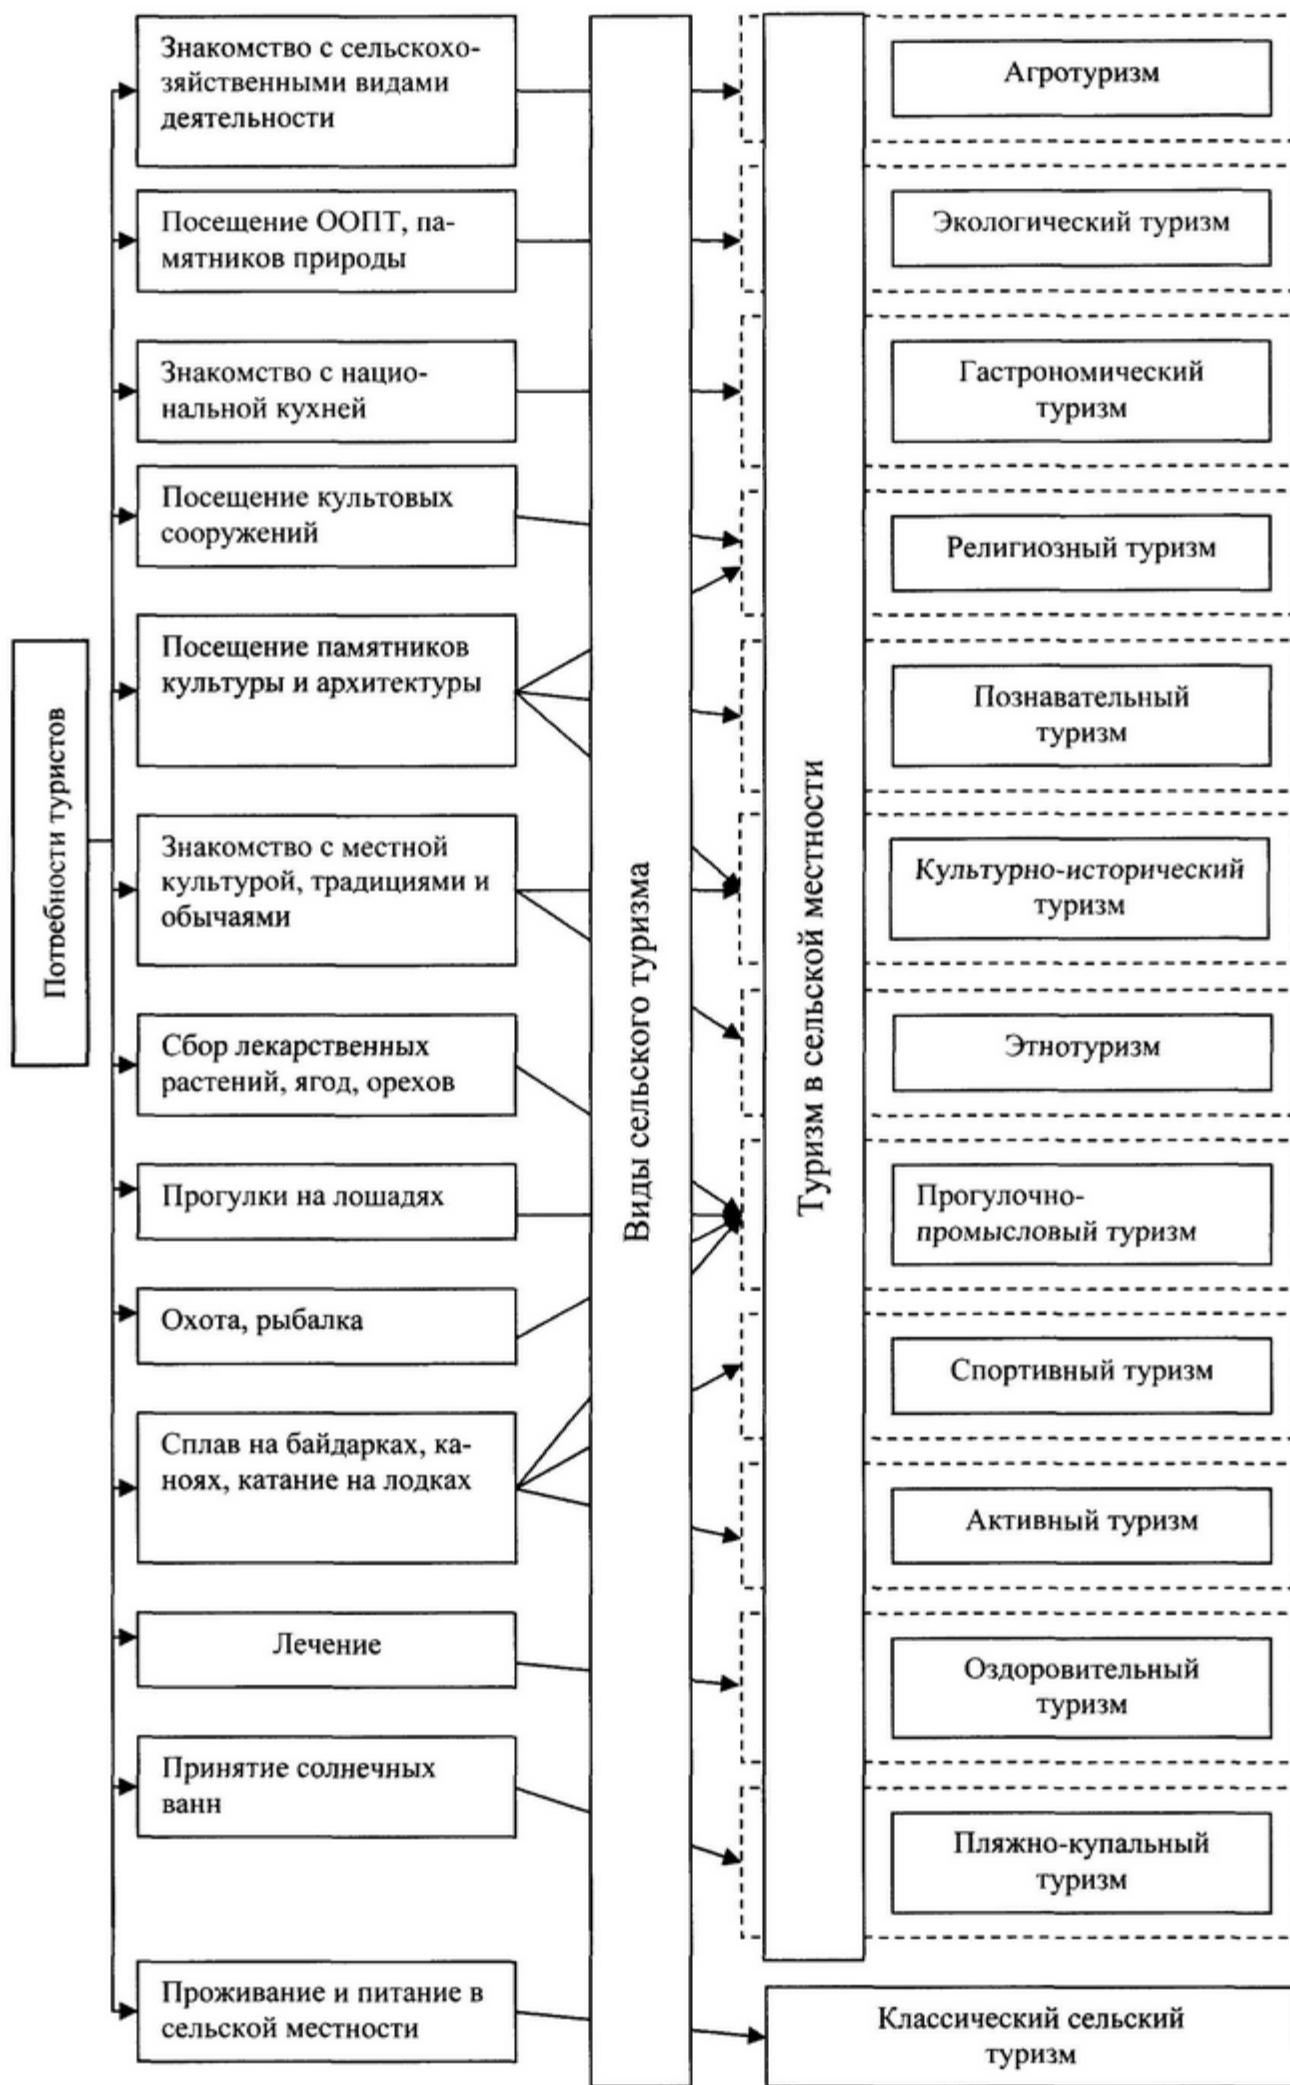 Потребности туристов
Знакомство с сельскохо-
зяйственными видами
деятельности
Посещение ООПТ, па-
мятников природы
Знакомство с нацио-
нальной кухней
Посещение культовых
сооружений
Посещение памятников
культуры и архитектуры
Знакомство с местной
культурой, традициями и
обычаями
Сбор лекарственных
растений, ягод, орехов
Прогулки на лошадях
Охота, рыбалка
Сплав на байдарках, ка-
ноях, катание на лодках
Лечение
Принятие солнечных
ванн
Проживание и питание в
сельской местности
Виды сельского туризма
Туризм в сельской местности
Агротуризм
Экологический туризм
Гастрономический
туризм
Религиозный туризм
Познавательный
туризм
Культурно-исторический
туризм
Этнотуризм
Прогулочно-
промысловый туризм
Спортивный туризм
Активный туризм
Оздоровительный
туризм
Пляжно-купальный
туризм
Классический сельский
туризм